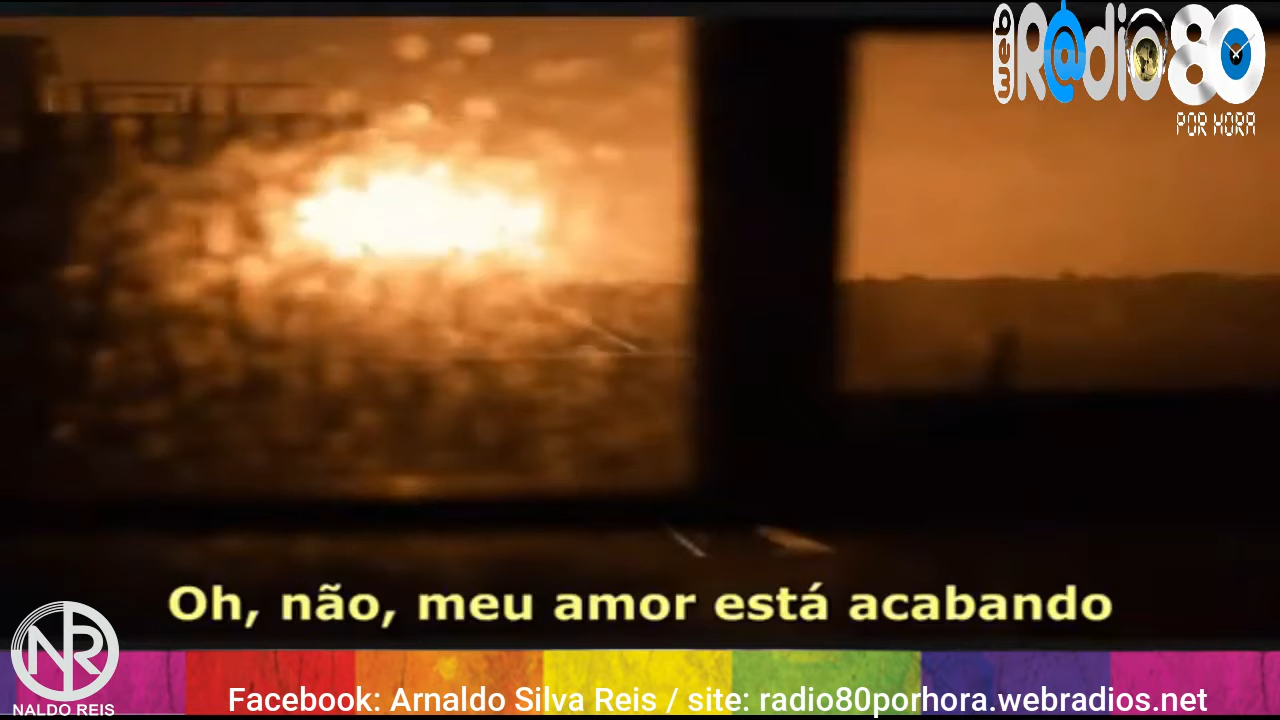 web R@dio 80
POR HORA
Oh, não, meu amor está acabando
NR
NALDO REIS
Facebook: Arnaldo Silva Reis / site: radio80porhora.webradios.net